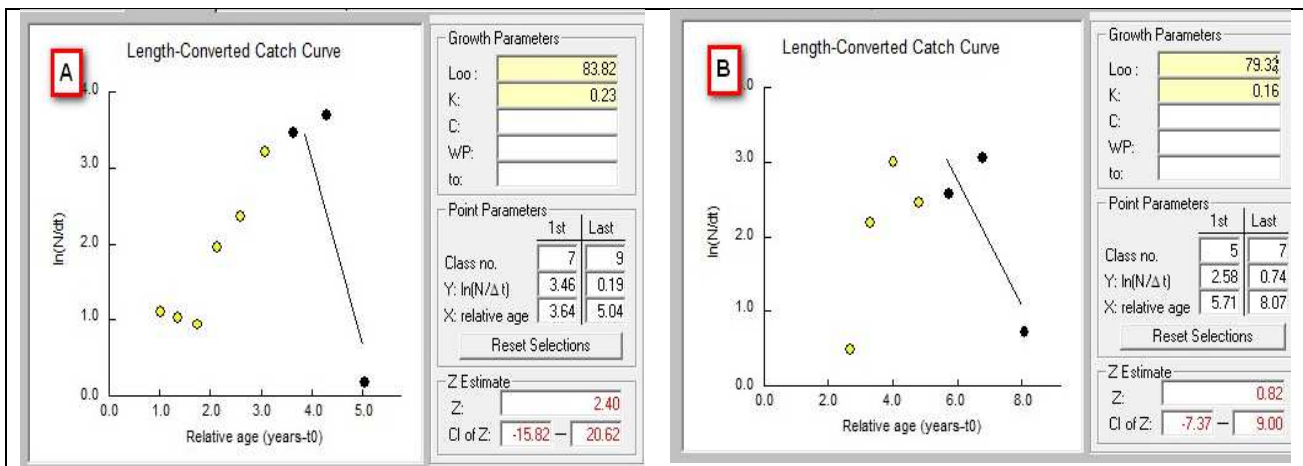 A
Length-Converted Catch Curve
4.0
3.0
2.0
1.0
0.0
ln(N/dt)
0.0 1.0 2.0 3.0 4.0 5.0
Relative age (years-t0)
Growth Parameters
Loo : 83.82
K: 0.23
C:
WP:
to:
Point Parameters
1st Last
Class no. 7 9
Y: ln(N/Δt) 3.46 0.19
X: relative age 3.64 5.04
Reset Selections
Z Estimate
Z: 2.40
CI of Z: -15.82 – 20.62
B
Length-Converted Catch Curve
.0
3.0
2.0
1.0
0.0
ln(N/dt)
0.0 2.0 4.0 6.0 8.0
Relative age (years-t0)
Growth Parameters
Loo :
K: 0.16
C:
WP:
to:
Point Parameters
1st Last
Class no. 5 7
Y: ln(N/Δt) 2.58 0.74
X: relative age 5.71 8.07
Reset Selections
Z Estimate
Z: 0.82
CI of Z: -7.37 – 9.00